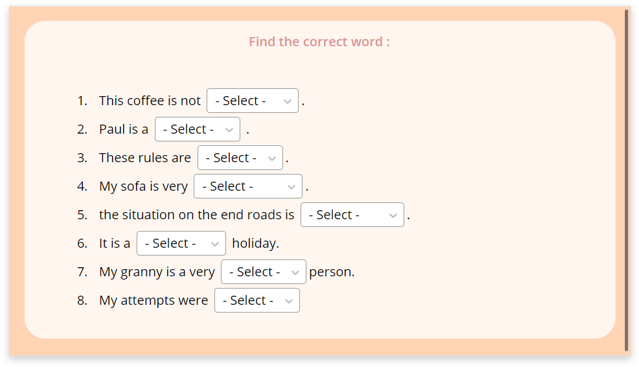 Find the correct word :
1. This coffee is not - Select - .
2. Paul is a - Select - .
3. These rules are - Select - .
4. My sofa is very - Select - .
5. the situation on the end roads is - Select - .
6. It is a - Select - holiday.
7. My granny is a very - Select - person.
8. My attempts were - Select -